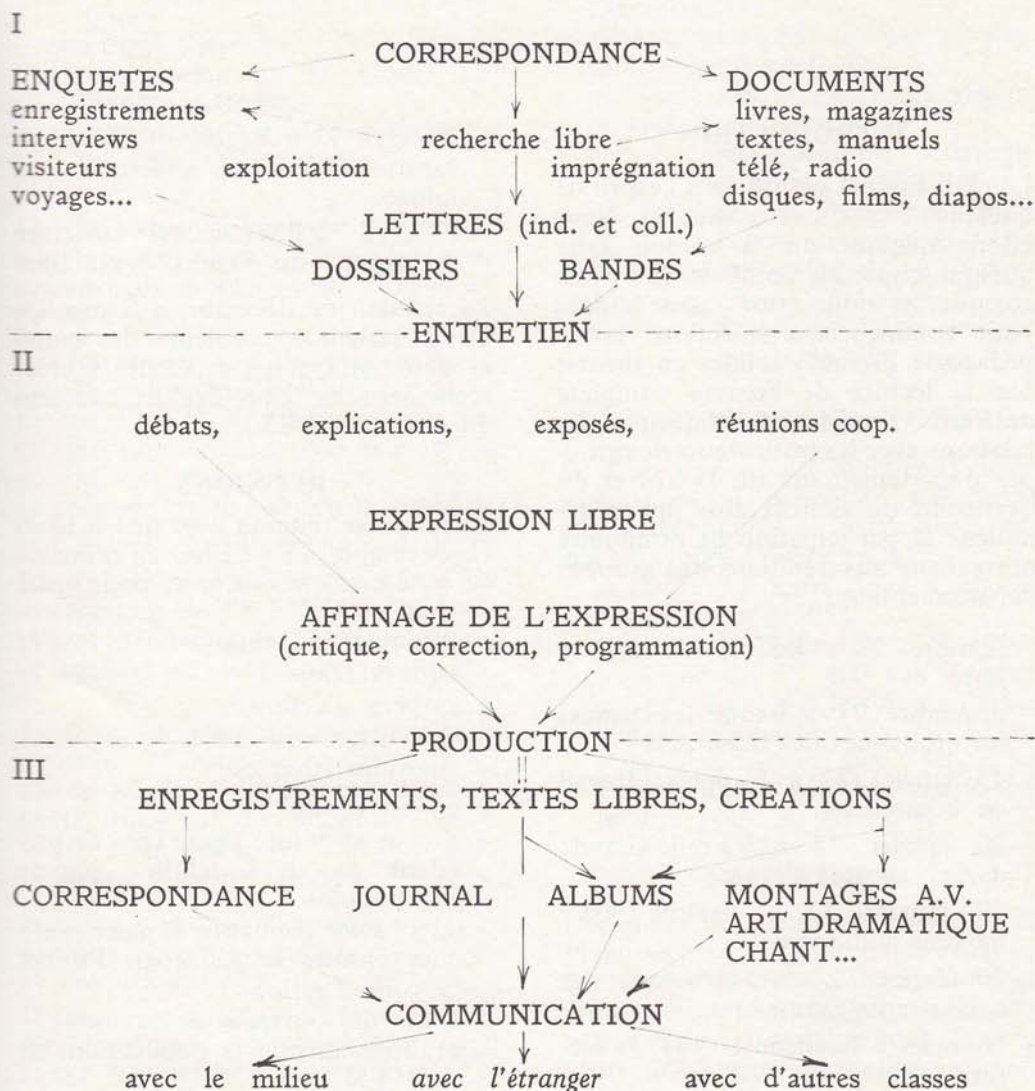 I
CORRESPONDANCE
ENQUETES DOCUMENTS
enregistrements livres, magazines
interviews recherche libre textes, manuels
visiteurs exploitation imprégnation télé, radio
voyages... disques, films, diapos...
LETTRES (ind. et coll.)
DOSSIERS BANDES
ENTRETIEN
II
débats, explications, exposés, réunions coop.
EXPRESSION LIBRE
AFFINAGE DE L'EXPRESSION
(critique, correction, programmation)
PRODUCTION
III
ENREGISTREMENTS, TEXTES LIBRES, CRÉATIONS
CORRESPONDANCE JOURNAL ALBUMS MONTAGES A.V.
ART DRAMATIQUE
CHANT...
COMMUNICATION
avec le milieu avec l'étranger avec d'autres classes